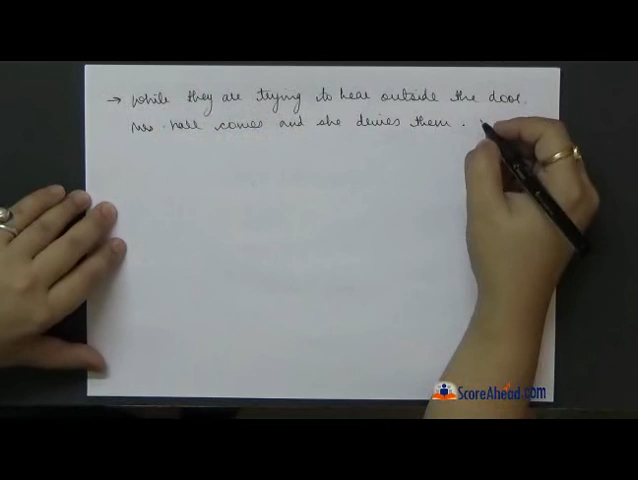 → while they are trying to hear outside the door.
Mrs. Hall comes and she denies them.
ScoreAhead.com